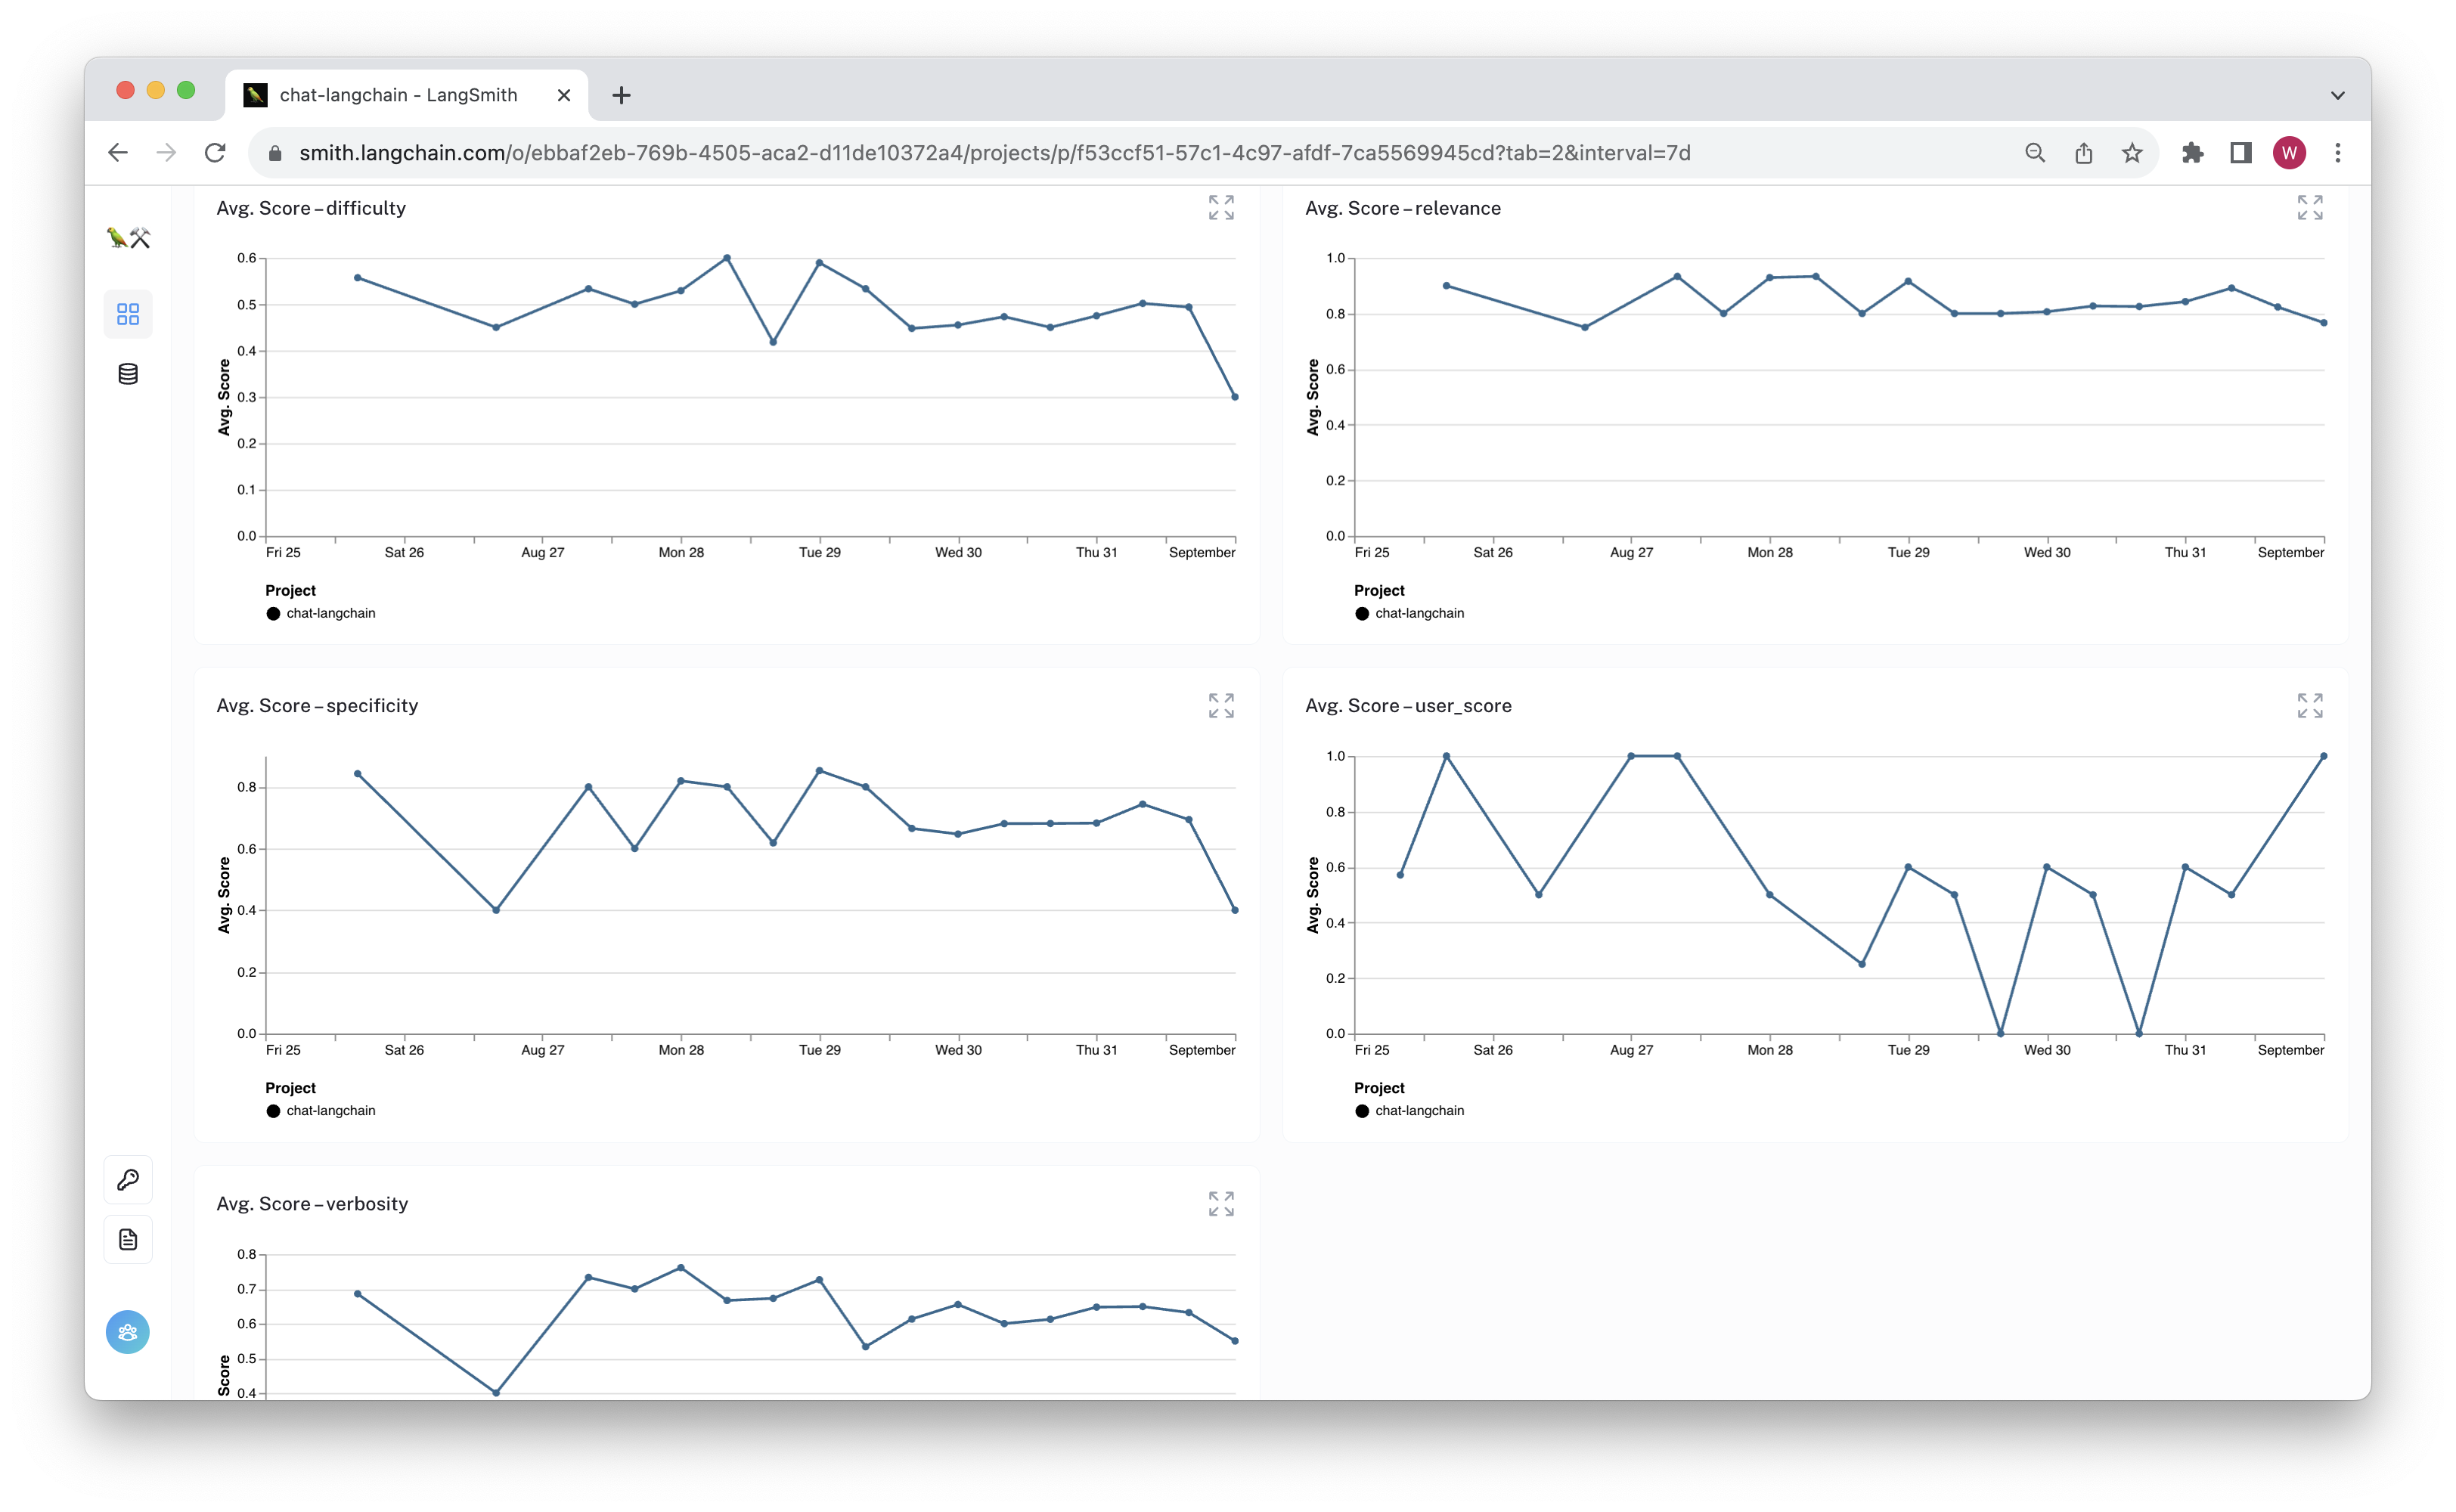 chat-langchain - LangSmith
smith.langchain.com/o/ebbaf2eb-769b-4505-aca2-d11de10372a4/projects/p/f53ccf51-57c1-4c97-afdf-7ca5569945cd?tab=2&interval=7d
W
Avg. Score – difficulty
Avg. Score
0.6
0.5
0.4
0.3
0.2
0.1
0.0
Fri 25 Sat 26 Aug 27 Mon 28 Tue 29 Wed 30 Thu 31 September
Project
chat-langchain
Avg. Score – relevance
Avg. Score
1.0
0.8
0.6
0.4
0.2
0.0
Fri 25 Sat 26 Aug 27 Mon 28 Tue 29 Wed 30 Thu 31 September
Project
chat-langchain
Avg. Score – specificity
Avg. Score
0.8
0.6
0.4
0.2
0.0
Fri 25 Sat 26 Aug 27 Mon 28 Tue 29 Wed 30 Thu 31 September
Project
chat-langchain
Avg. Score – user_score
Avg. Score
1.0
0.8
0.6
0.4
0.2
0.0
Fri 25 Sat 26 Aug 27 Mon 28 Tue 29 Wed 30 Thu 31 September
Project
chat-langchain
Avg. Score – verbosity
Score
0.8
0.7
0.6
0.5
0.4